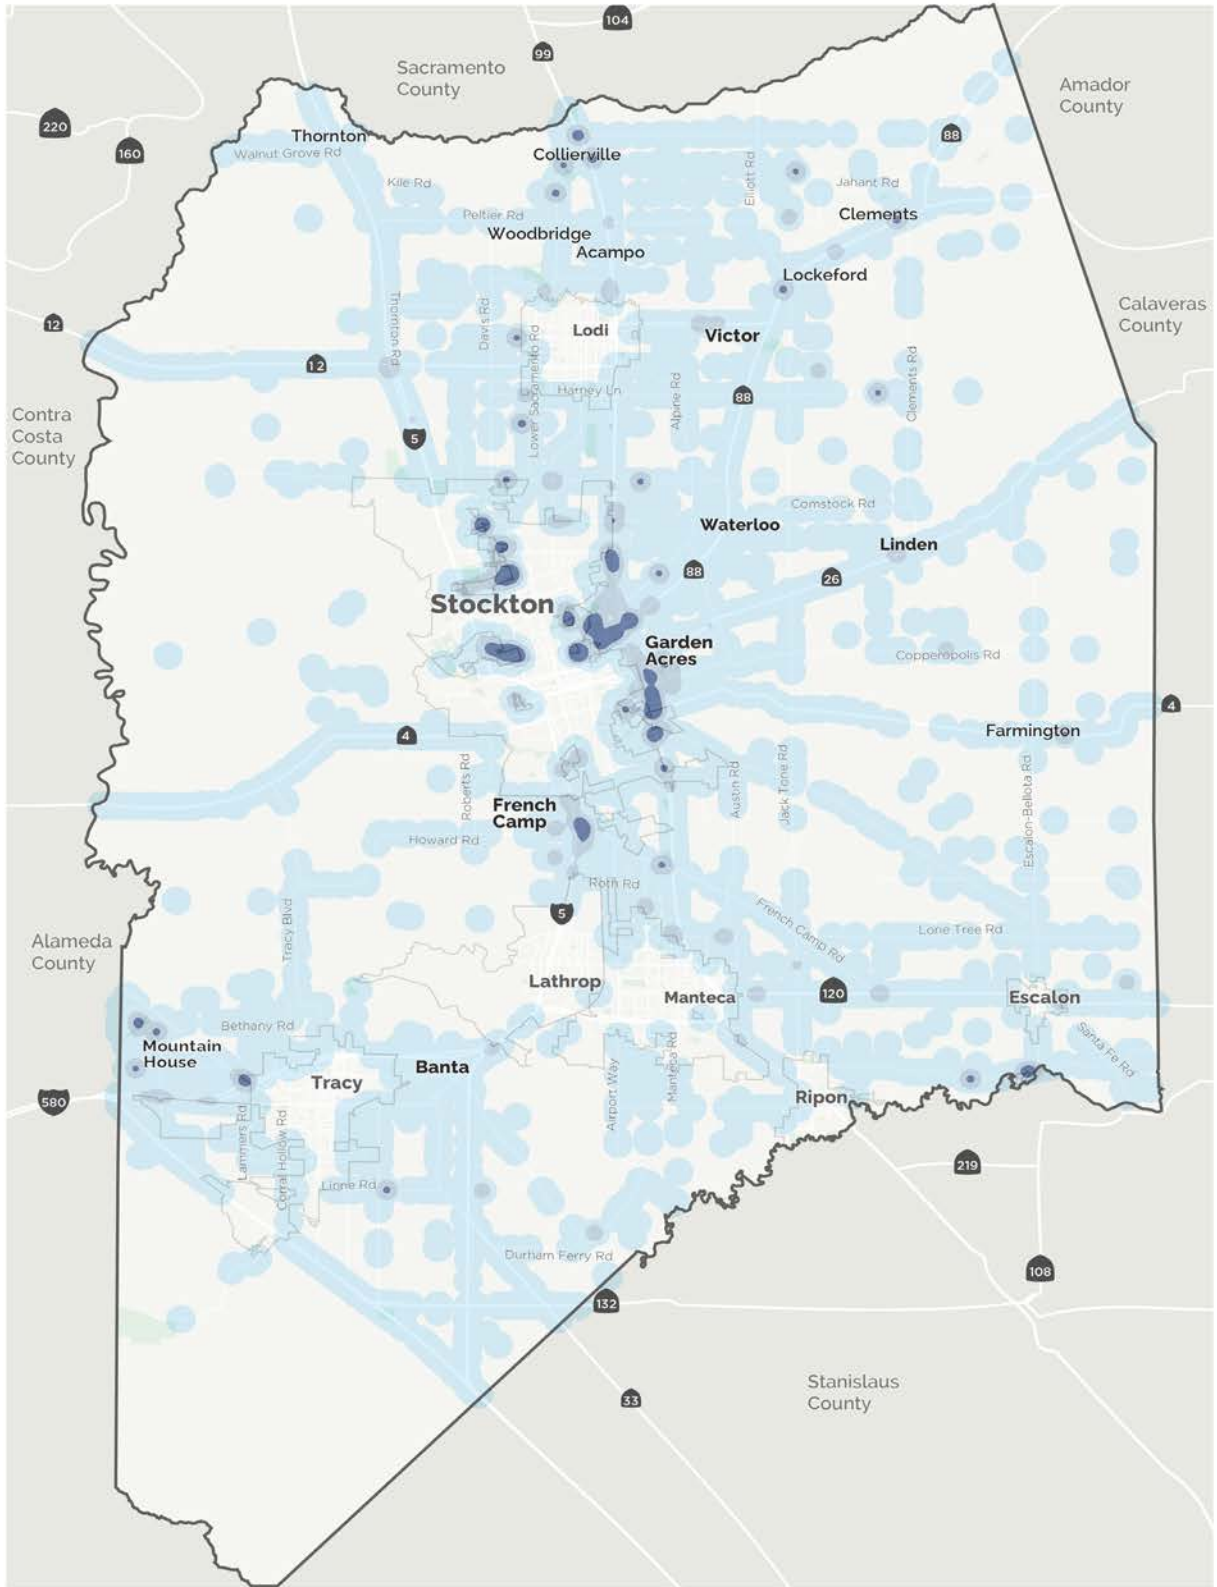 104
99
Sacramento
County
Amador
County
220
160
Thornton
Walnut Grove Rd
Collierville
88
Kile Rd
Elliott Rd
Jahant Rd
Peltier Rd
Clements
Woodbridge
Acampo
Lockeford
Calaveras
County
12
Thornton Rd
Davis Rd
Lodi
Victor
Lower Sacramento Rd
12
Clements Rd
Harney Ln
Alpine Rd
88
Contra
Costa
County
5
Comstock Rd
Waterloo
Linden
88
26
Stockton
Garden
Acres
Copperopolis Rd
4
4
Farmington
Roberts Rd
Austin Rd
Jack Tone Rd
Escalon-Bellota Rd
French
Camp
Howard Rd
Roth Rd
5
Tracy Blvd
French Camp Rd
Lone Tree Rd
Alameda
County
Lathrop
Manteca
120
Escalon
Bethany Rd
Santa Fe Rd
Mountain
House
Banta
Tracy
Airport Way
Manteca Rd
Ripon
580
Lammers Rd
Corral Hollow Rd
219
Linne Rd
Durham Ferry Rd
108
132
Stanislaus
County
33